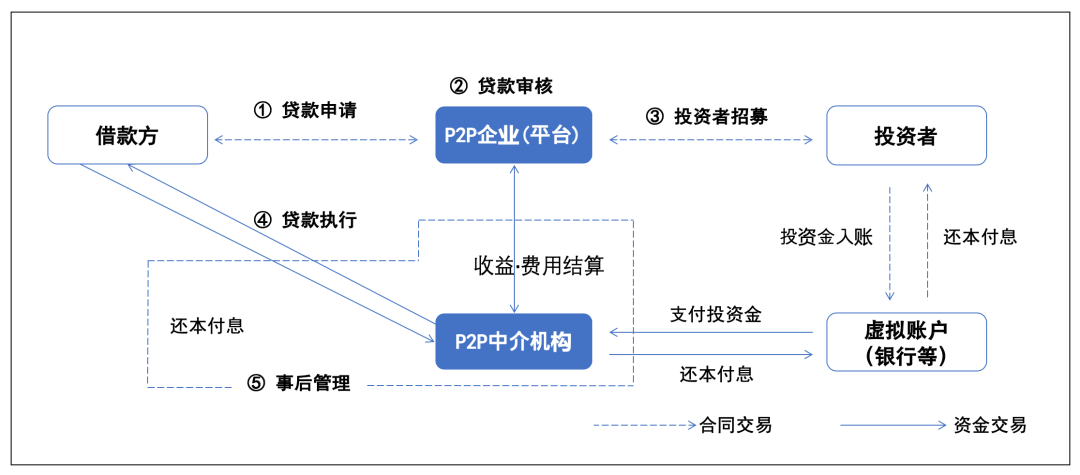 ② 贷款审核
① 贷款申请
③ 投资者招募
借款方
P2P企业(平台)
投资者
④ 贷款执行
投资金入账
还本付息
收益·费用结算
还本付息
支付投资金
P2P中介机构
虚拟账户
(银行等)
还本付息
⑤ 事后管理
合同交易
资金交易